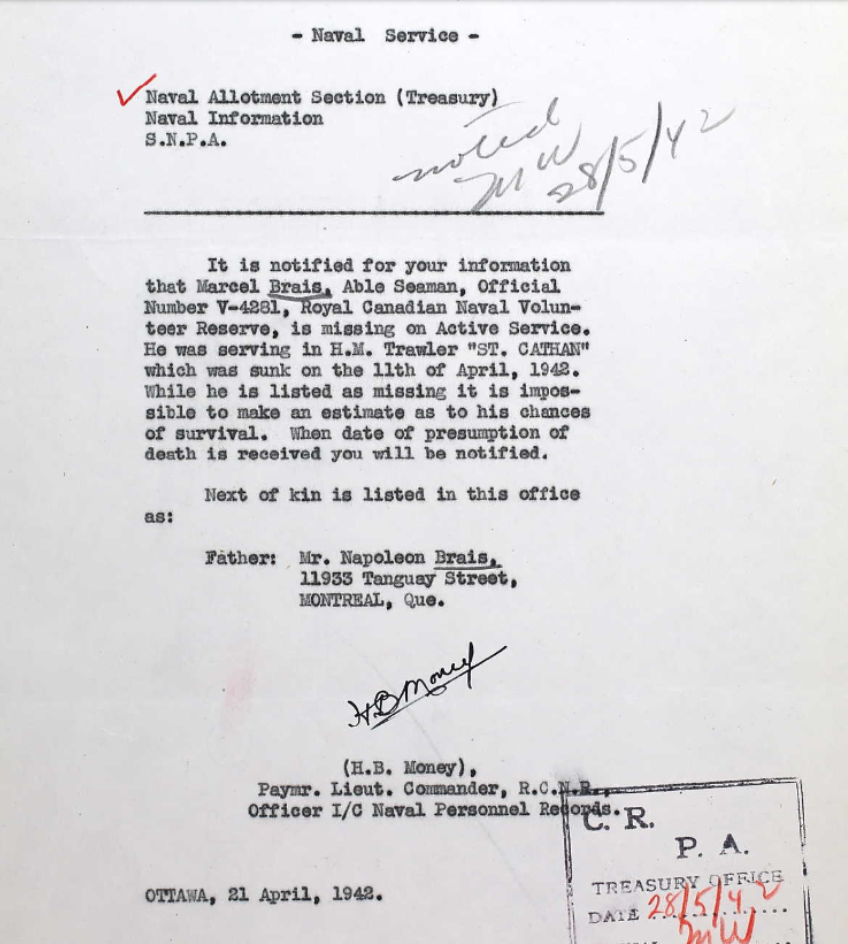 - Naval Service -
Naval Allotment Section (Treasury)
Naval Information
S.N.P.A.
noted
MW
28/5/42
It is notified for your information
that Marcel Brais, Able Seaman, Official
Number V-4281, Royal Canadian Naval Volun-
teer Reserve, is missing on Active Service.
He was serving in H.M. Trawler "ST. CATHAN"
which was sunk on the 11th of April, 1942.
While he is listed as missing it is impos-
sible to make an estimate as to his chances
of survival. When date of presumption of
death is received you will be notified.
Next of kin is listed in this office
as:
Father: Mr. Napoleon Brais,
11933 Tanguay Street,
MONTREAL, Que.
H.B Money
(H.B. Money),
Paymr. Lieut. Commander, R.C.N.R.,
Officer I/C Naval Personnel Records.
C. R.
P. A.
TREASURY OFFICE
DATE 28/5/42
MW
OTTAWA, 21 April, 1942.